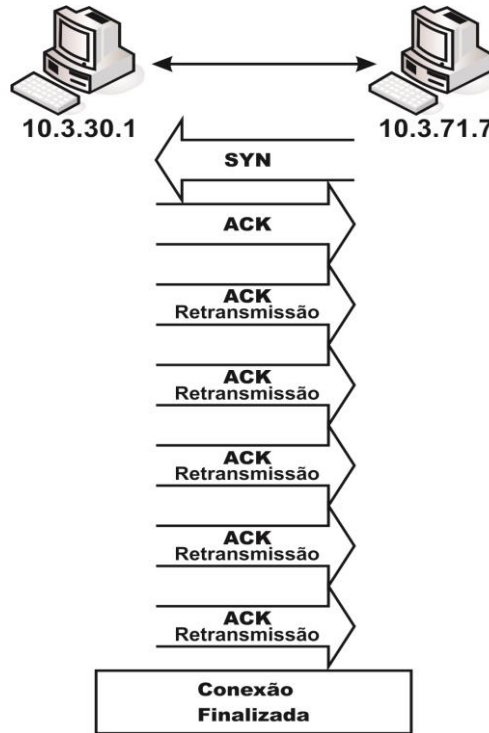 10.3.30.1
10.3.71.7
SYN
ACK
ACK
Retransmissão
ACK
Retransmissão
ACK
Retransmissão
ACK
Retransmissão
ACK
Retransmissão
Conexão
Finalizada